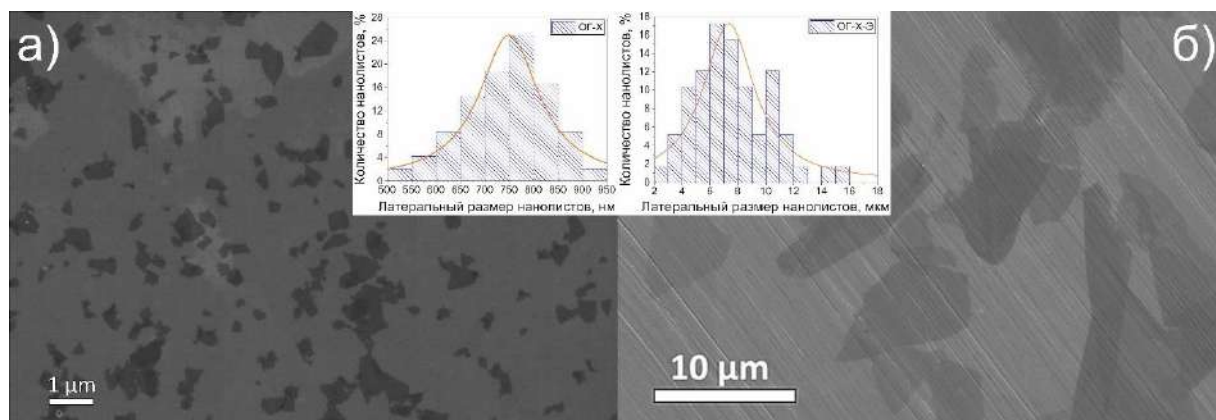 а)
Количество нанолистов, %
28
24
20
16
12
8
4
0
500 550 600 650 700 750 800 850 900 950
Латеральный размер нанолистов, нм
ОГ-Х
Количество нанолистов, %
18
16
14
12
10
8
6
4
2
0
2 4 6 8 10 12 14 16 18
Латеральный размер нанолистов, мкм
ОГ-Х-Э
б)
1 µm
10 µm